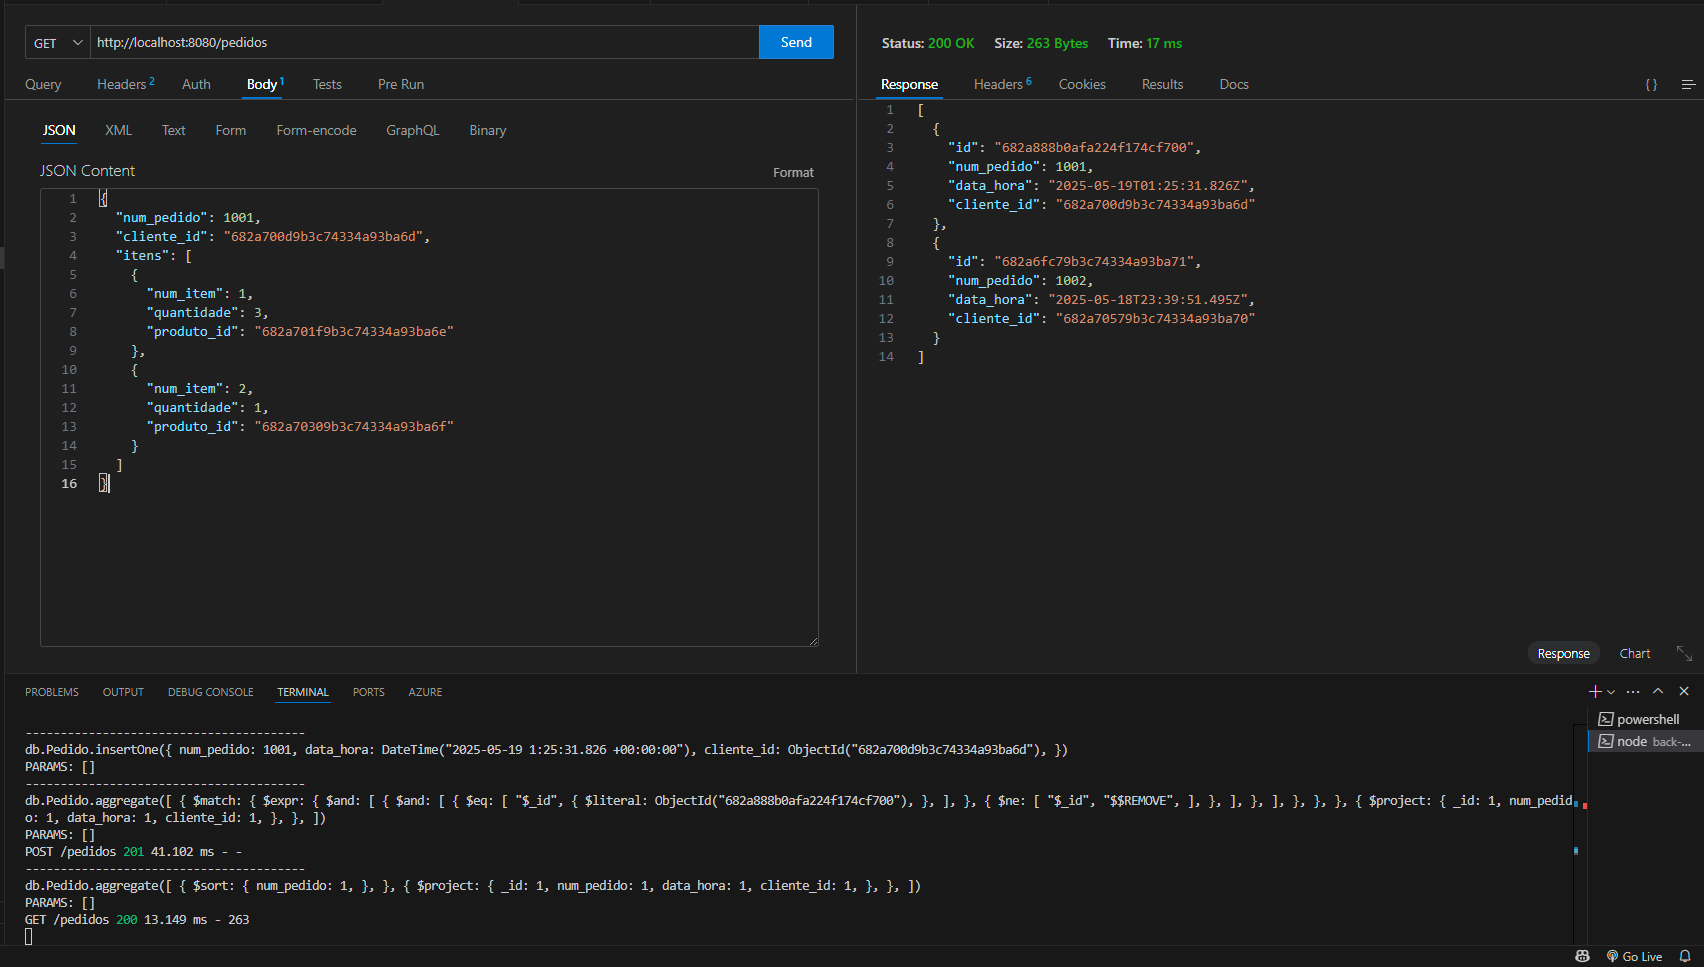 GET http://localhost:8080/pedidos Send
Query Headers 2 Auth Body 1 Tests Pre Run
JSON XML Text Form Form-encode GraphQL Binary
JSON Content Format
1 {
2 "num_pedido": 1001,
3 "cliente_id": "682a700d9b3c74334a93ba6d",
4 "itens": [
5 {
6 "num_item": 1,
7 "quantidade": 3,
8 "produto_id": "682a701f9b3c74334a93ba6e"
9 },
10 {
11 "num_item": 2,
12 "quantidade": 1,
13 "produto_id": "682a70309b3c74334a93ba6f"
14 }
15 ]
16 }
Status: 200 OK Size: 263 Bytes Time: 17 ms
Response Headers 6 Cookies Results Docs {}
1 [
2 {
3 "id": "682a888b0afa224f174cf700",
4 "num_pedido": 1001,
5 "data_hora": "2025-05-19T01:25:31.826Z",
6 "cliente_id": "682a700d9b3c74334a93ba6d"
7 },
8 {
9 "id": "682a6fc79b3c74334a93ba71",
10 "num_pedido": 1002,
11 "data_hora": "2025-05-18T23:39:51.495Z",
12 "cliente_id": "682a70579b3c74334a93ba70"
13 }
14 ]
Response Chart
PROBLEMS OUTPUT DEBUG CONSOLE TERMINAL PORTS AZURE
----------------------------------------
db.Pedido.insertOne({ num_pedido: 1001, data_hora: DateTime("2025-05-19 1:25:31.826 +00:00:00"), cliente_id: ObjectId("682a700d9b3c74334a93ba6d"), })
PARAMS: []
----------------------------------------
db.Pedido.aggregate([ { $match: { $expr: { $and: [ { $and: [ { $eq: [ "$_id", { $literal: ObjectId("682a888b0afa224f174cf700"), }, ], }, { $ne: [ "$_id", "$$REMOVE", ], }, ], }, ], }, }, }, { $project: { _id: 1, num_pedid
o: 1, data_hora: 1, cliente_id: 1, }, }, ])
PARAMS: []
POST /pedidos 201 41.102 ms - -
----------------------------------------
db.Pedido.aggregate([ { $sort: { num_pedido: 1, }, }, { $project: { _id: 1, num_pedido: 1, data_hora: 1, cliente_id: 1, }, }, ])
PARAMS: []
GET /pedidos 200 13.149 ms - 263
powershell
node back-...
Go Live